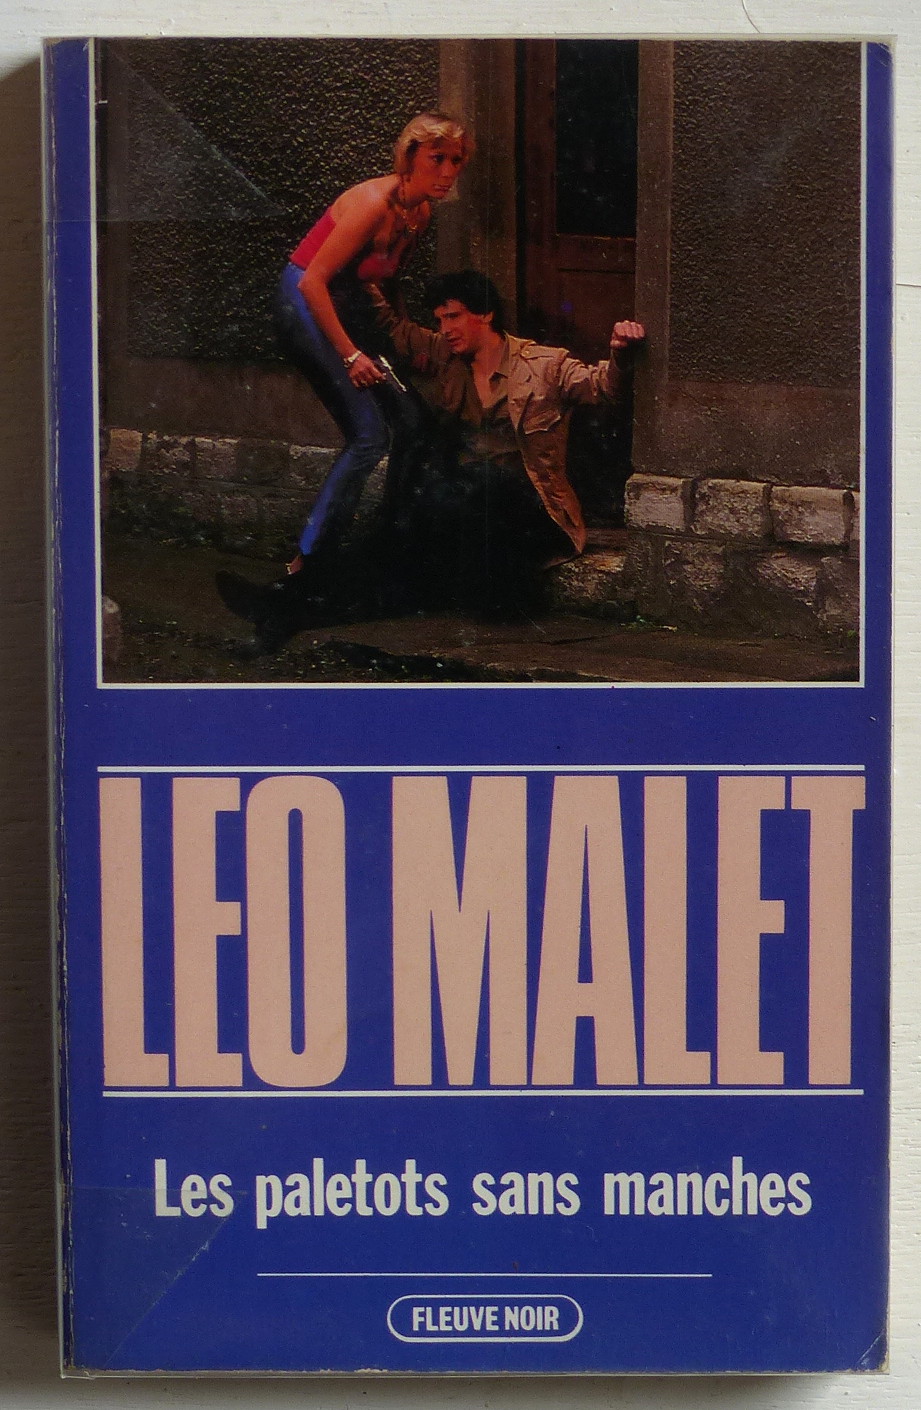 LEO MALET
Les paletots sans manches
FLEUVE NOIR